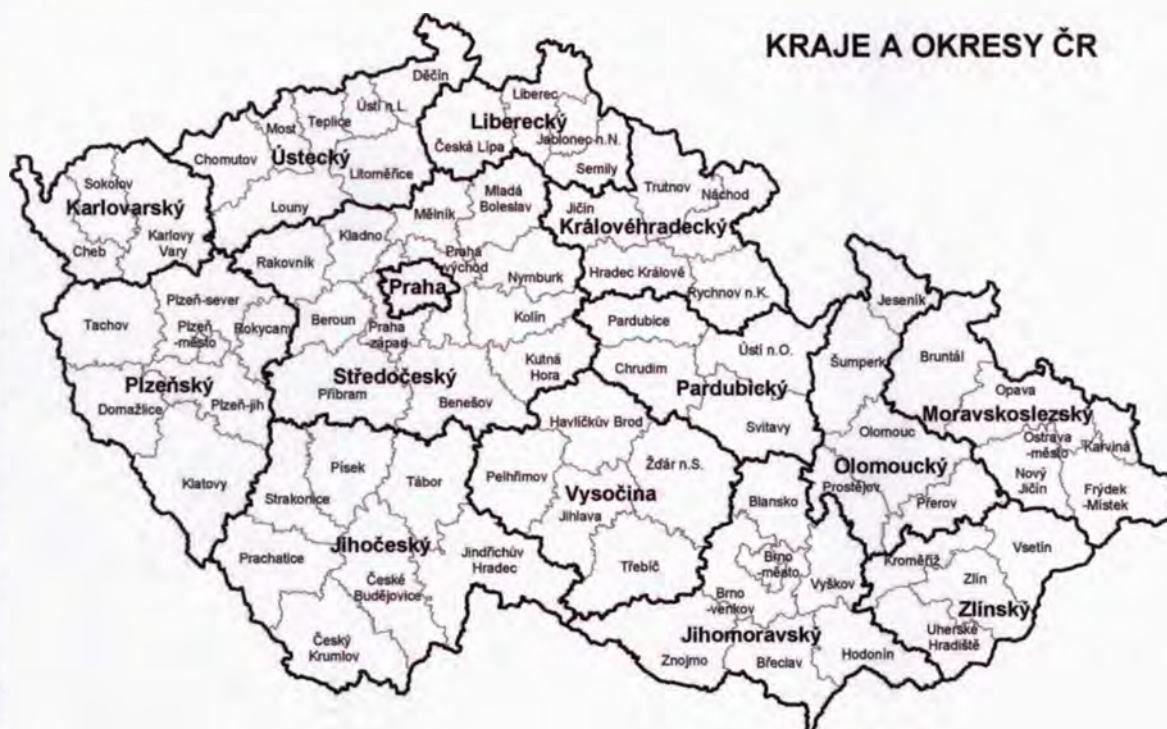 KRAJE A OKRESY ČR
Děčín
Liberec
Ústí n.L.
Teplice
Most
Liberecký
Jablonec n.N.
Česká Lípa
Chomutov
Ústecký
Litoměřice
Semily
Sokolov
Trutnov
Náchod
Mladá
Boleslav
Karlovarský
Louny
Mělník
Jičín
Královéhradecký
Karlovy
Vary
Cheb
Kladno
Praha
-východ
Rakovník
Nymburk
Hradec Králové
Rychnov n.K.
Praha
Plzeň-sever
Jeseník
Tachov
Plzeň
-město
Rokycany
Beroun
Praha
-západ
Kolín
Pardubice
Ústí n.O.
Šumperk
Bruntál
Kutná
Hora
Chrudim
Plzeňský
Středočeský
Pardubický
Opava
Domažlice
Plzeň-jih
Příbram
Benešov
Moravskoslezský
Havlíčkův Brod
Svitavy
Olomouc
Ostrava
-město
Karviná
Klatovy
Písek
Tábor
Pelhřimov
Žďár n.S.
Olomoucký
Strakonice
Vysočina
Blansko
Prostějov
Přerov
Nový
Jičín
Frýdek
-Místek
Jihlava
Jihočeský
Prachatice
Jindřichův
Hradec
Třebíč
Brno
-město
Vyškov
Kroměříž
Vsetín
Zlín
České
Budějovice
Brno
-venkov
Zlínský
Český
Krumlov
Jihomoravský
Uherské
Hradiště
Znojmo
Břeclav
Hodonín